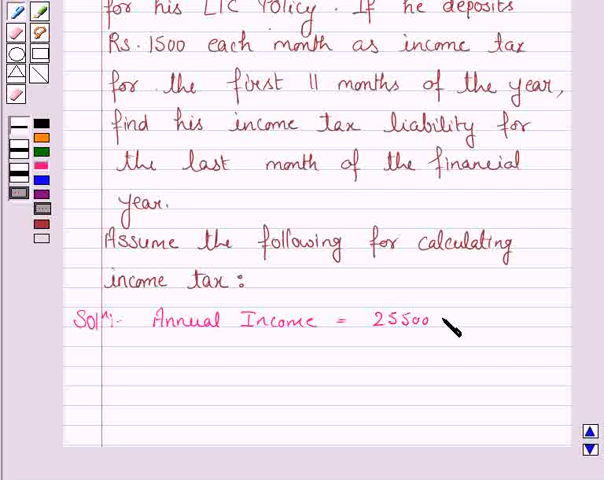 for his LIC Policy. If he deposits
Rs. 1500 each month as income tax
for the first 11 months of the year,
find his income tax liability for
the last month of the financial
year.
Assume the following for calculating
income tax:
Solⁿ:- Annual Income = 25500